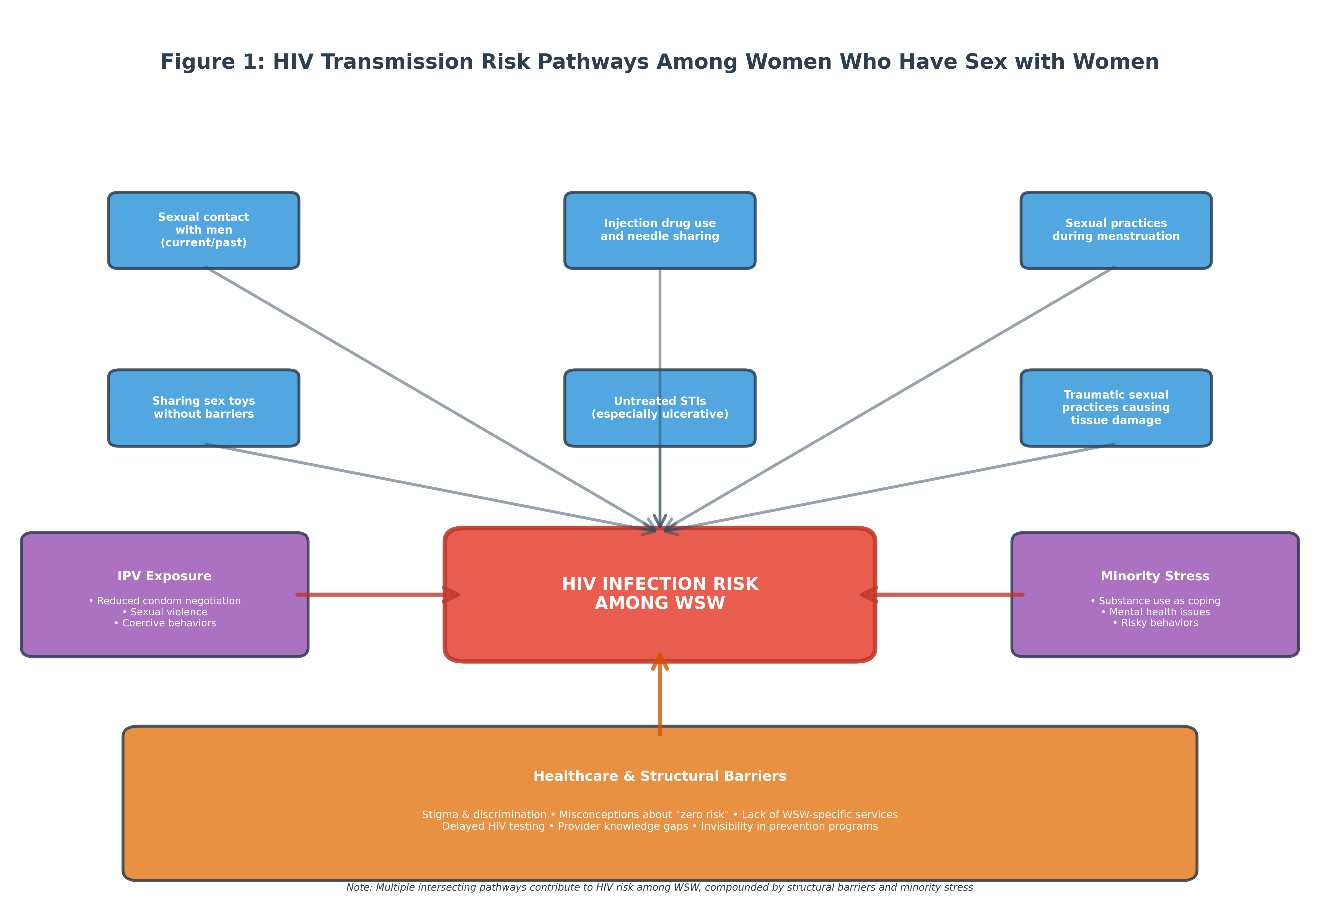 Figure 1: HIV Transmission Risk Pathways Among Women Who Have Sex with Women
Sexual contact
with men
(current/past)
Injection drug use
and needle sharing
Sexual practices
during menstruation
Sharing sex toys
without barriers
Untreated STIs
(especially ulcerative)
Traumatic sexual
practices causing
tissue damage
IPV Exposure
• Reduced condom negotiation
• Sexual violence
• Coercive behaviors
HIV INFECTION RISK
AMONG WSW
Minority Stress
• Substance use as coping
• Mental health issues
• Risky behaviors
Healthcare & Structural Barriers
Stigma & discrimination • Misconceptions about "zero risk" • Lack of WSW-specific services
Delayed HIV testing • Provider knowledge gaps • Invisibility in prevention programs
Note: Multiple intersecting pathways contribute to HIV risk among WSW, compounded by structural barriers and minority stress